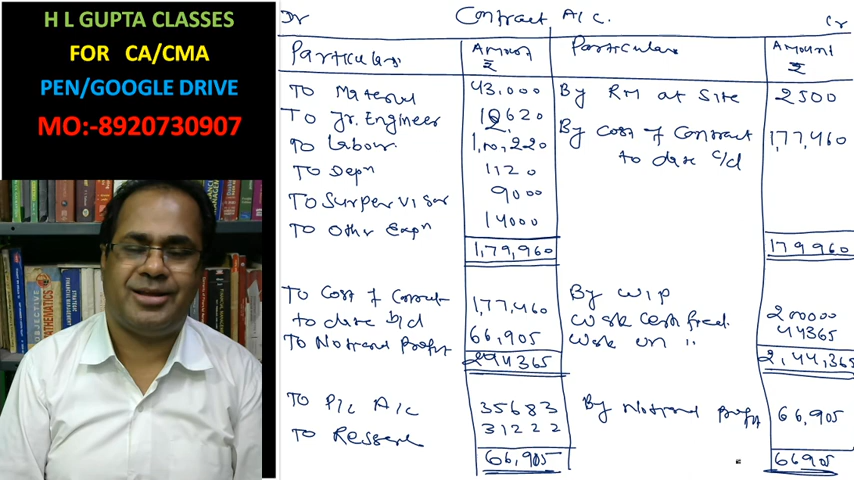 H L GUPTA CLASSES
FOR CA/CMA
PEN/GOOGLE DRIVE
MO:-8920730907
Dr Contract A/C. Cr
Particulars Amount ₹ Particulars Amount ₹
To Material 43,000 By RM at Site 2500
To Jr. Engineer 12620 By Cost of Contract to date c/d 1,77,460
To Labour 1,00,220
To Depn 1120
To Surpervisor 9000
To Othr Expn 14000
1,79,960 179960
To Cost of Contract to date b/d 1,77,460 By WIP
Work Certified 200000
To Notional Profit 66,905 Work un " 44365
244365 2,44,365
To P/L A/C 35683 By Notional Profit 66,905
To Reserve 31222
66,905 66905